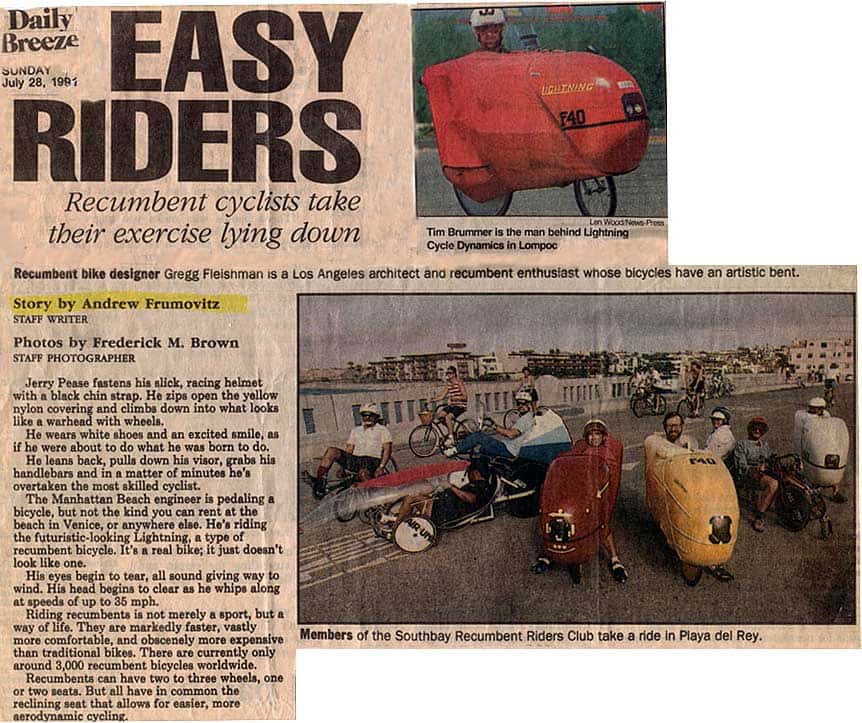 Daily
Breeze
SUNDAY
July 28, 1991
EASY
RIDERS
Recumbent cyclists take
their exercise lying down
LIGHTNING
F40
Len Wood/News-Press
Tim Brummer is the man behind Lightning
Cycle Dynamics in Lompoc
Recumbent bike designer Gregg Fleishman is a Los Angeles architect and recumbent enthusiast whose bicycles have an artistic bent.
Story by Andrew Frumovitz
STAFF WRITER
Photos by Frederick M. Brown
STAFF PHOTOGRAPHER
Jerry Pease fastens his slick, racing helmet
with a black chin strap. He zips open the yellow
nylon covering and climbs down into what looks
like a warhead with wheels.
He wears white shoes and an excited smile, as
if he were about to do what he was born to do.
He leans back, pulls down his visor, grabs his
handlebars and in a matter of minutes he's
overtaken the most skilled cyclist.
The Manhattan Beach engineer is pedaling a
bicycle, but not the kind you can rent at the
beach in Venice, or anywhere else. He's riding
the futuristic-looking Lightning, a type of
recumbent bicycle. It's a real bike; it just doesn't
look like one.
His eyes begin to tear, all sound giving way to
wind. His head begins to clear as he whips along
at speeds of up to 35 mph.
Riding recumbents is not merely a sport, but a
way of life. They are markedly faster, vastly
more comfortable, and obscenely more expensive
than traditional bikes. There are currently only
around 3,000 recumbent bicycles worldwide.
Recumbents can have two to three wheels, one
or two seats. But all have in common the
reclining seat that allows for easier, more
aerodynamic cycling.
F40
Members of the Southbay Recumbent Riders Club take a ride in Playa del Rey.